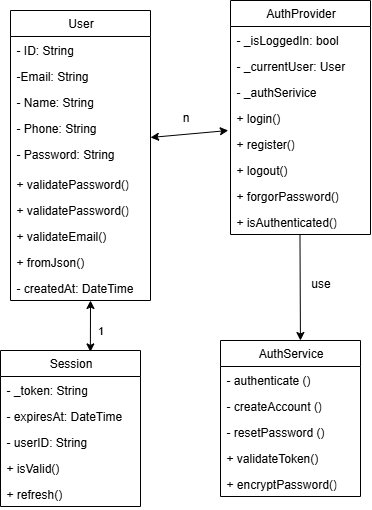 User
- ID: String
-Email: String
- Name: String
- Phone: String
- Password: String
+ validatePassword()
+ validatePassword()
+ validateEmail()
+ fromJson()
- createdAt: DateTime
n
AuthProvider
- _isLoggedIn: bool
- _currentUser: User
- _authSerivice
+ login()
+ register()
+ logout()
+ forgorPassword()
+ isAuthenticated()
1
use
Session
- _token: String
- expiresAt: DateTime
- userID: String
+ isValid()
+ refresh()
AuthService
- authenticate ()
- createAccount ()
- resetPassword ()
+ validateToken()
+ encryptPassword()